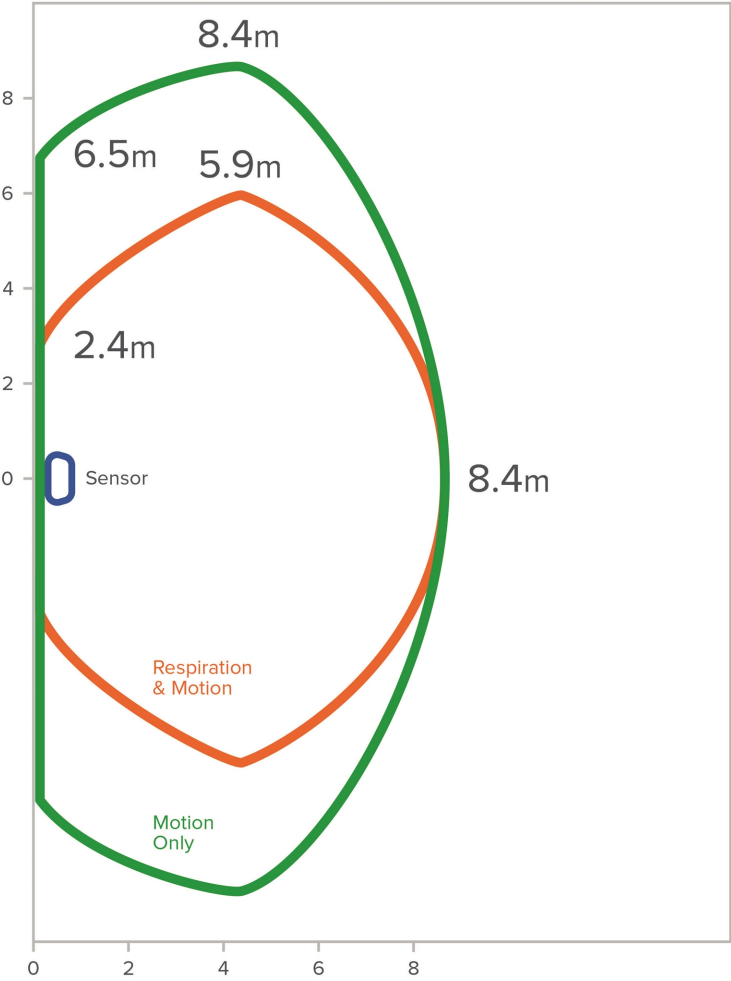 8.4m
8
6.5m
5.9m
6
4
2.4m
2
0
Sensor
8.4m
Respiration
& Motion
Motion
Only
0
2
4
6
8